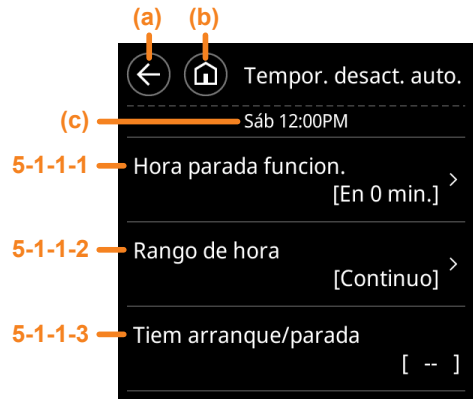 (a)
(b)
Tempor. desact. auto.
(c)
Sáb 12:00PM
5-1-1-1
Hora parada funcion.
[En 0 min.]
5-1-1-2
Rango de hora
[Continuo]
5-1-1-3
Tiem arranque/parada
[ -- ]